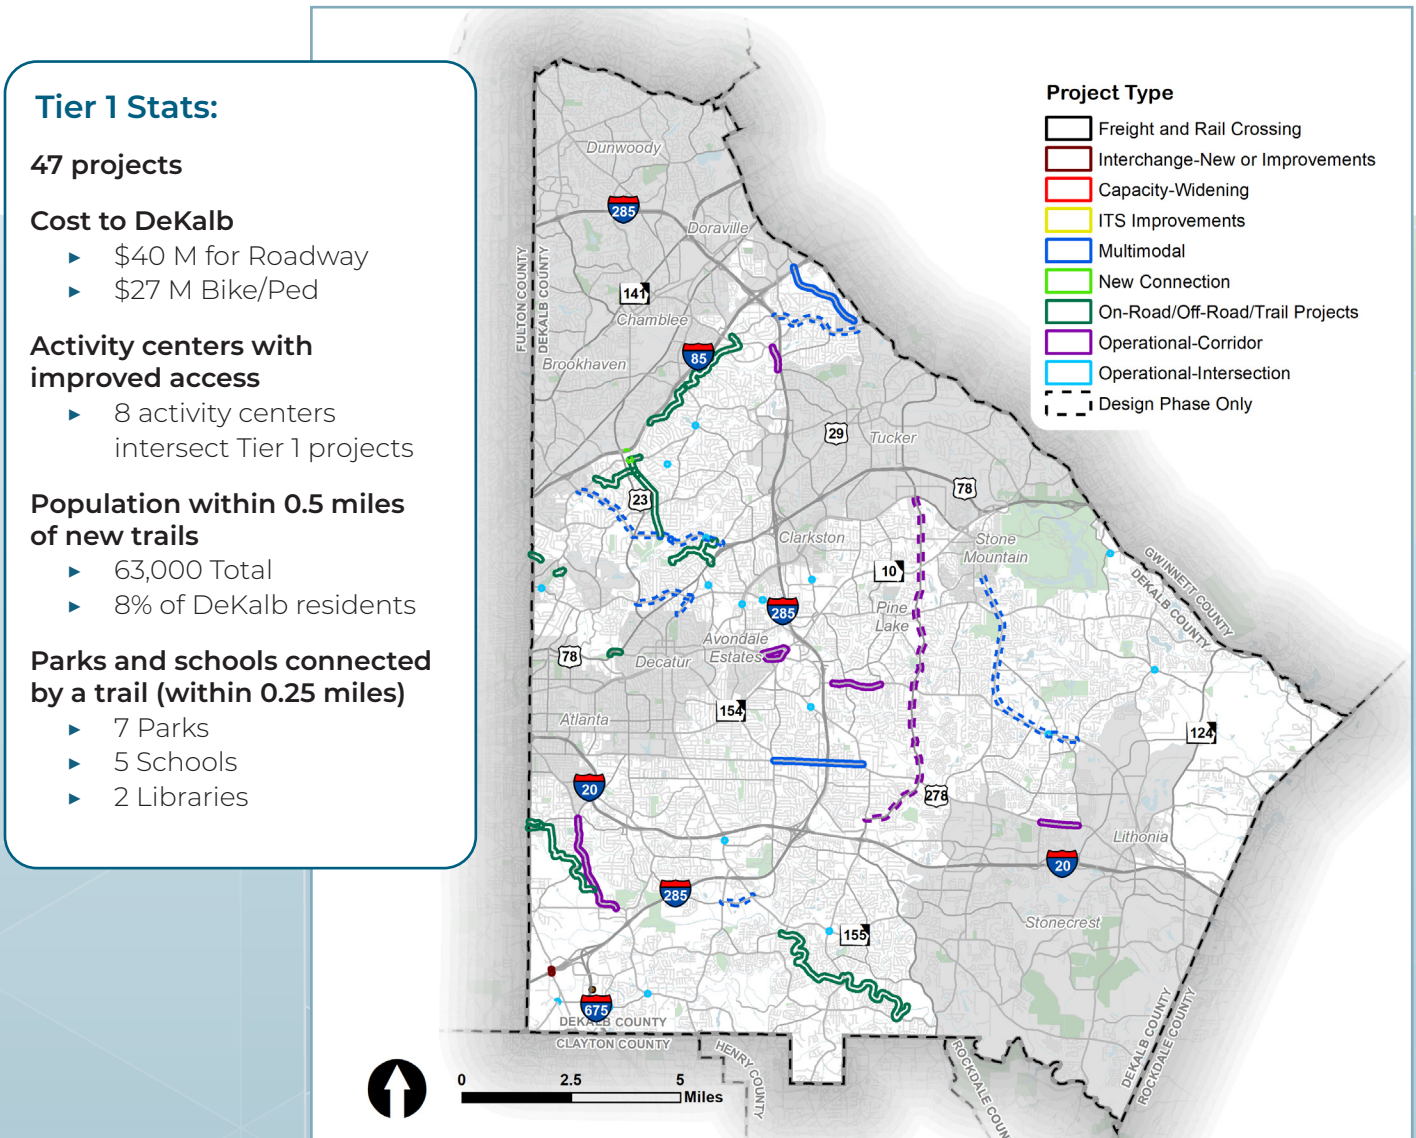 Tier 1 Stats:
47 projects
Cost to DeKalb
▸ $40 M for Roadway
▸ $27 M Bike/Ped
Activity centers with
improved access
▸ 8 activity centers
intersect Tier 1 projects
Population within 0.5 miles
of new trails
▸ 63,000 Total
▸ 8% of DeKalb residents
Parks and schools connected
by a trail (within 0.25 miles)
▸ 7 Parks
▸ 5 Schools
▸ 2 Libraries
Project Type
Freight and Rail Crossing
Interchange-New or Improvements
Capacity-Widening
ITS Improvements
Multimodal
New Connection
On-Road/Off-Road/Trail Projects
Operational-Corridor
Operational-Intersection
Design Phase Only
Dunwoody
285
Doraville
FULTON COUNTY
DEKALB COUNTY
141
Chamblee
85
Brookhaven
29
Tucker
78
23
Clarkston
Stone
Mountain
10
GWINNETT COUNTY
DEKALB COUNTY
285
Pine
Lake
Avondale
Estates
78
Decatur
154
Atlanta
124
20
278
Lithonia
20
285
Stonecrest
155
675
DEKALB COUNTY
CLAYTON COUNTY
HENRY COUNTY
ROCKDALE COUN
DEKALB COUNTY
ROCKDALE COUNTY
0 2.5 5
Miles